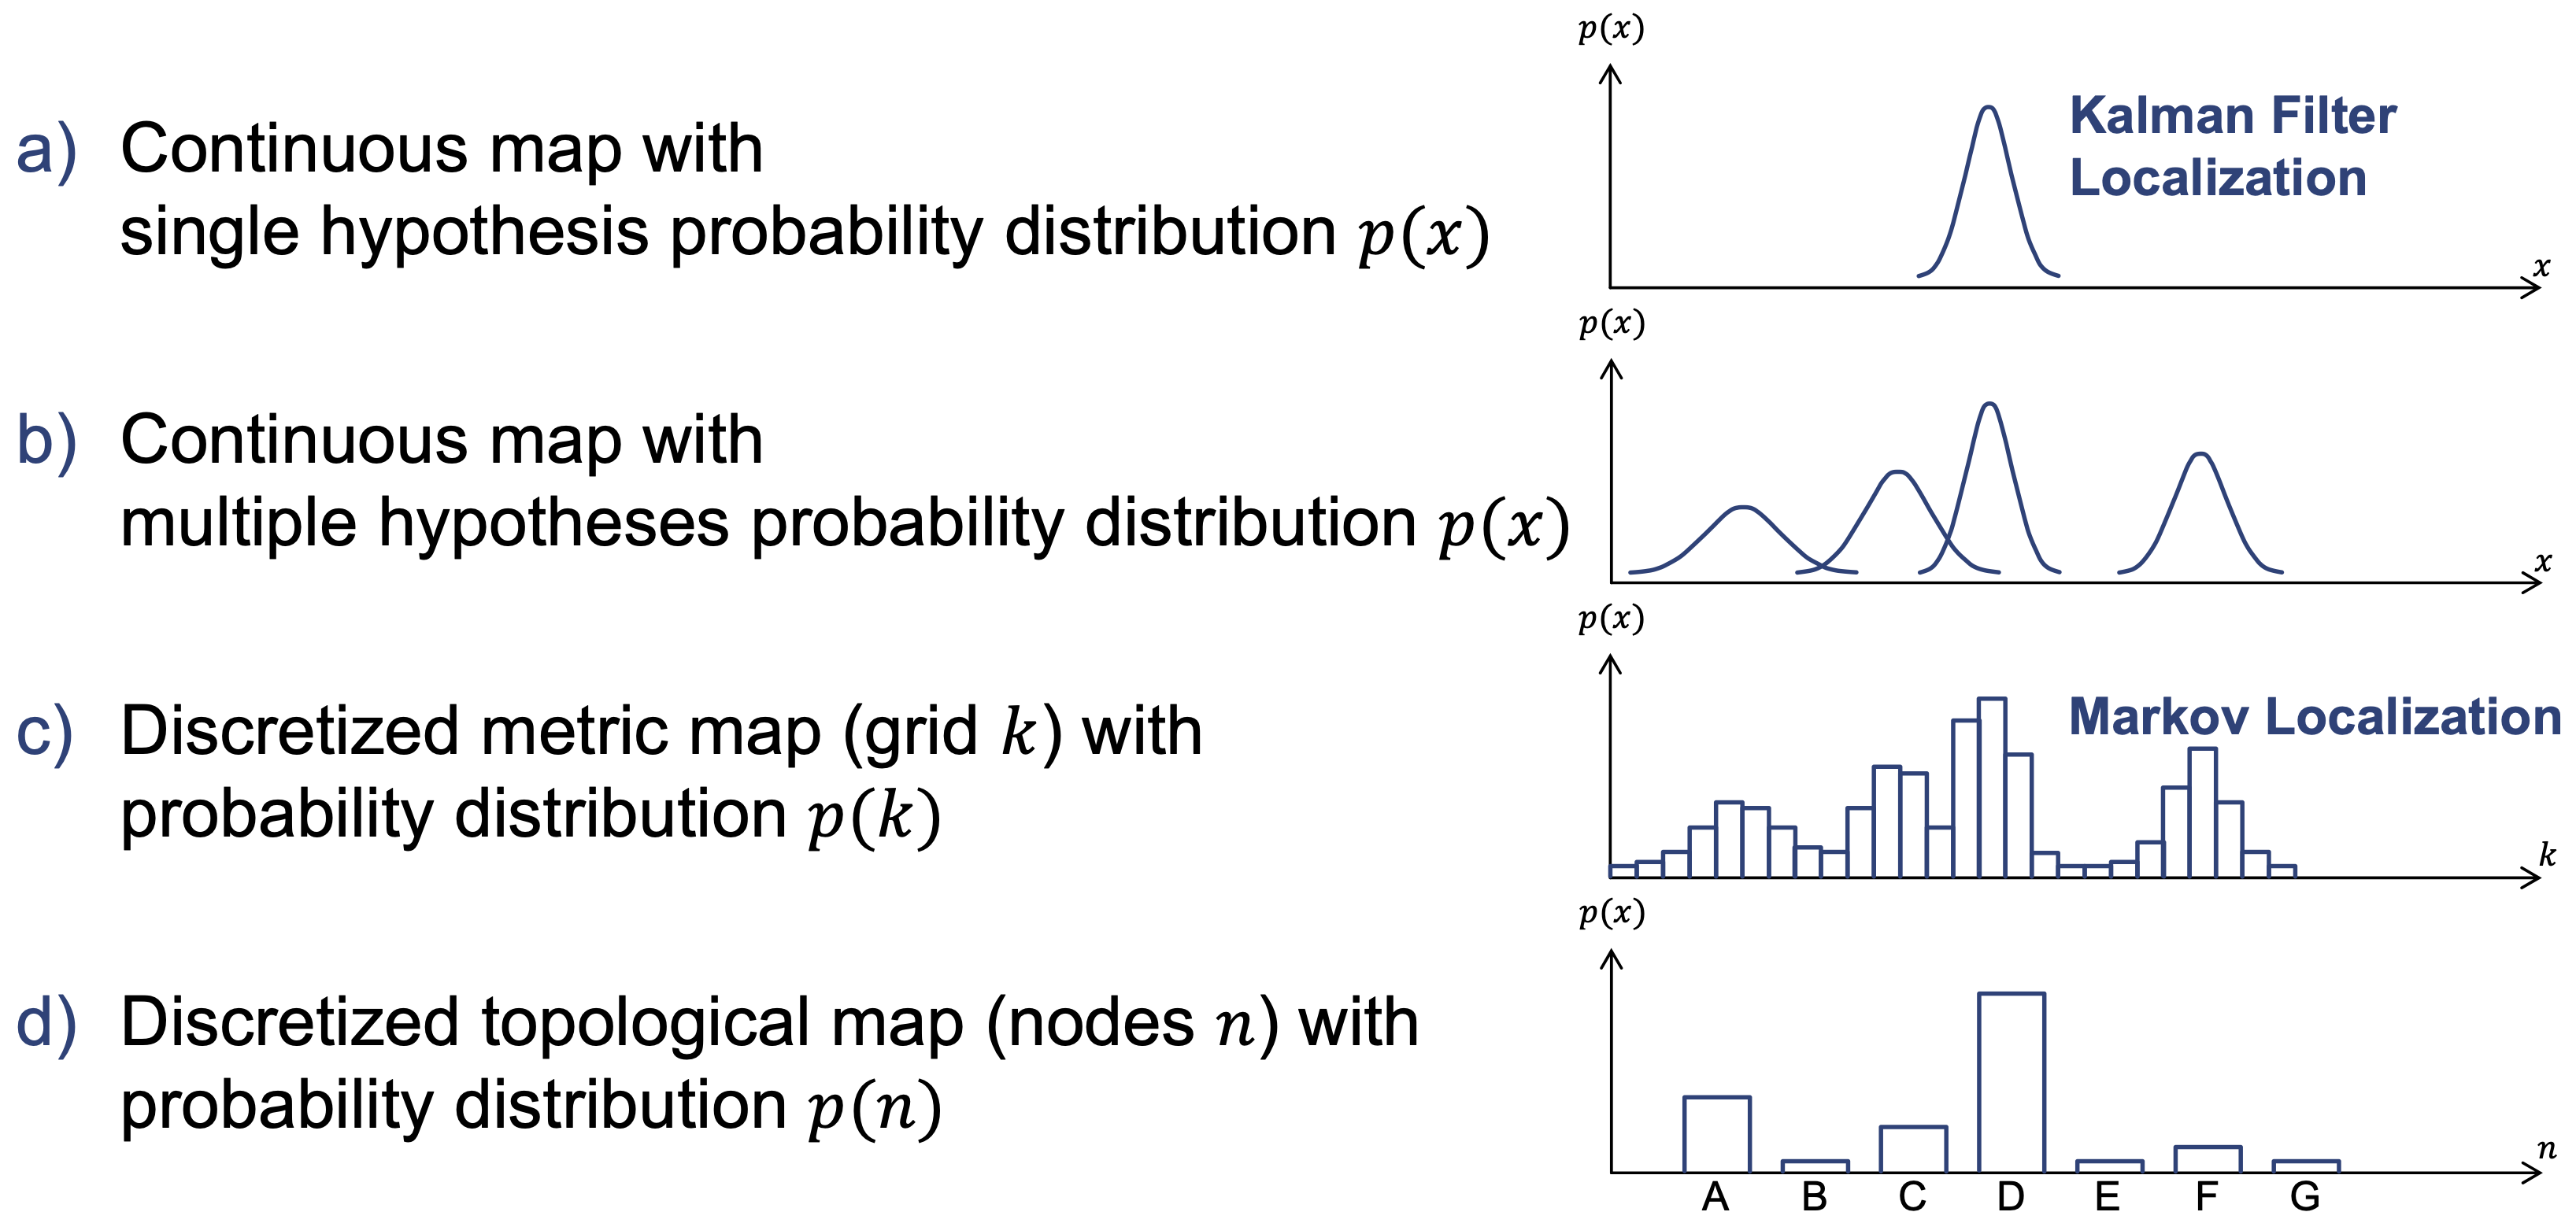 p(x)
a) Continuous map with
single hypothesis probability distribution p(x)
Kalman Filter
Localization
x
p(x)
b) Continuous map with
multiple hypotheses probability distribution p(x)
x
p(x)
c) Discretized metric map (grid k) with
probability distribution p(k)
Markov Localization
k
p(x)
d) Discretized topological map (nodes n) with
probability distribution p(n)
n
A B C D E F G